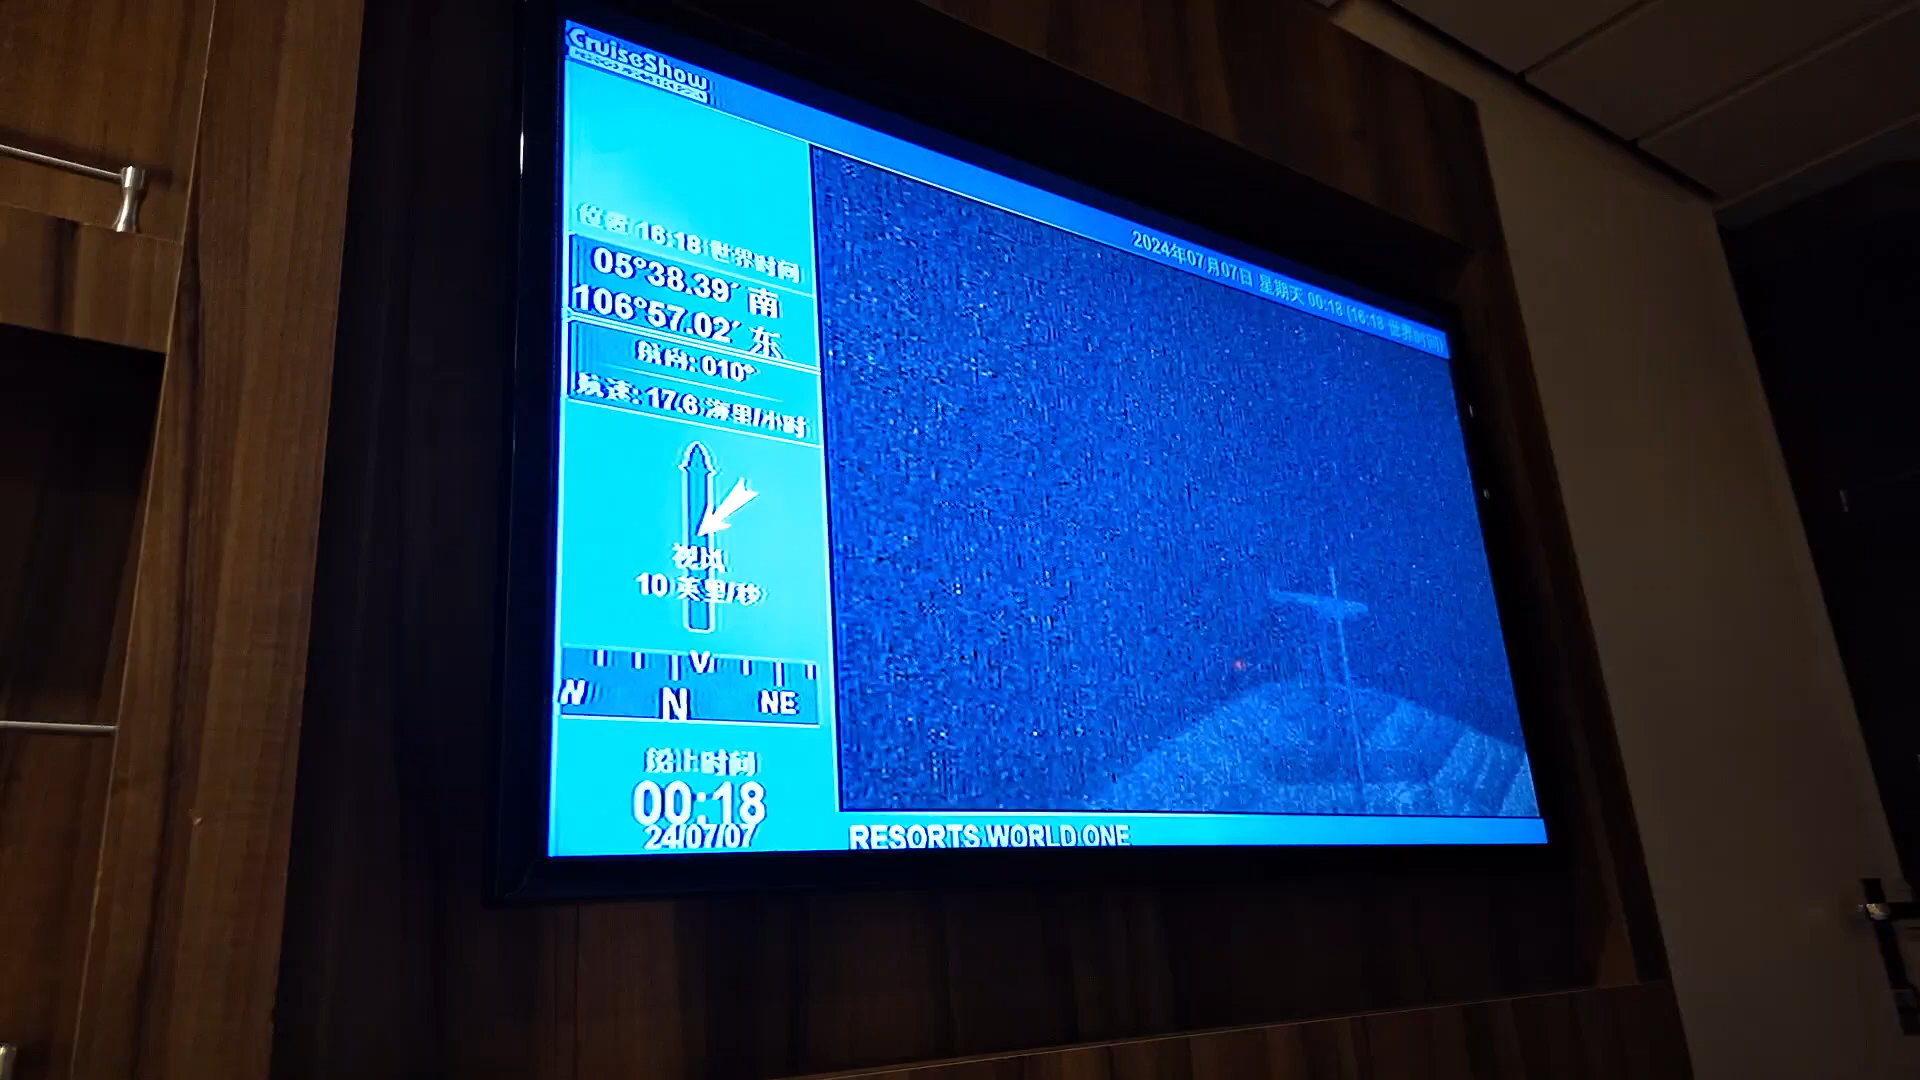 CruiseShow
2024年07月07日 星期天 00:18 (16:18 世界时间)
位置 16:18 世界时间
05°38.39′ 南
106°57.02′ 东
航向: 010°
航速: 17.6 海里/小时
视风
10 英里/秒
W N NE
船上时间
00:18
24/07/07
RESORTS WORLD ONE